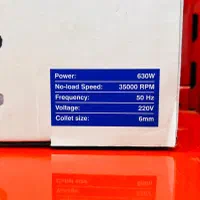 Power: 630W
No-load Speed: 35000 RPM
Frequency: 50 Hz
Voltage: 220V
Collet size: 6mm